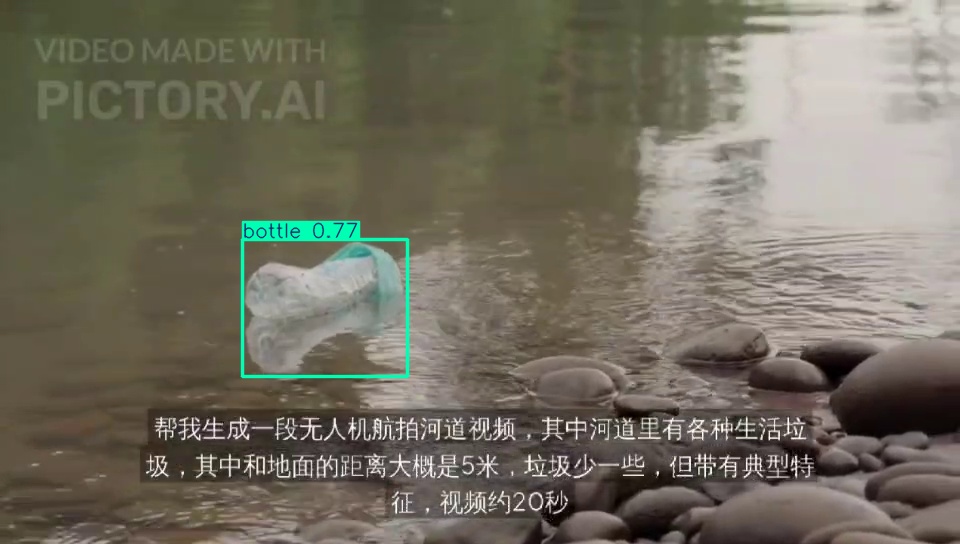 VIDEO MADE WITH
PICTORY.AI
bottle 0.77
帮我生成一段无人机航拍河道视频，其中河道里有各种生活垃
圾，其中和地面的距离大概是5米，垃圾少一些，但带有典型特
征，视频约20秒